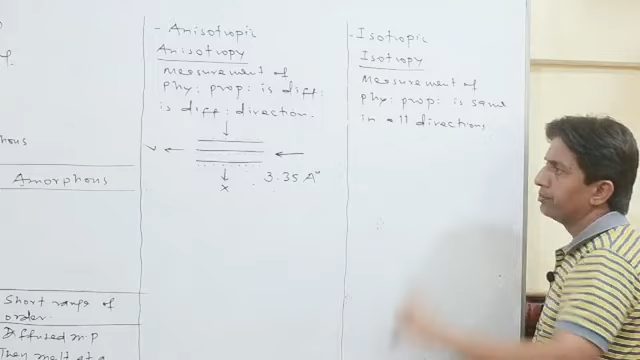 - Anisotropic
Anisotropy
measurement of
phy: prop: is diff:
is diff: direction.
3.35 A°
x
- Isotropic
Isotropy
Measurement of
phy: prop: is same
in all directions.
Amorphous
Short range of
order.
Diffused m.p
They melt at a